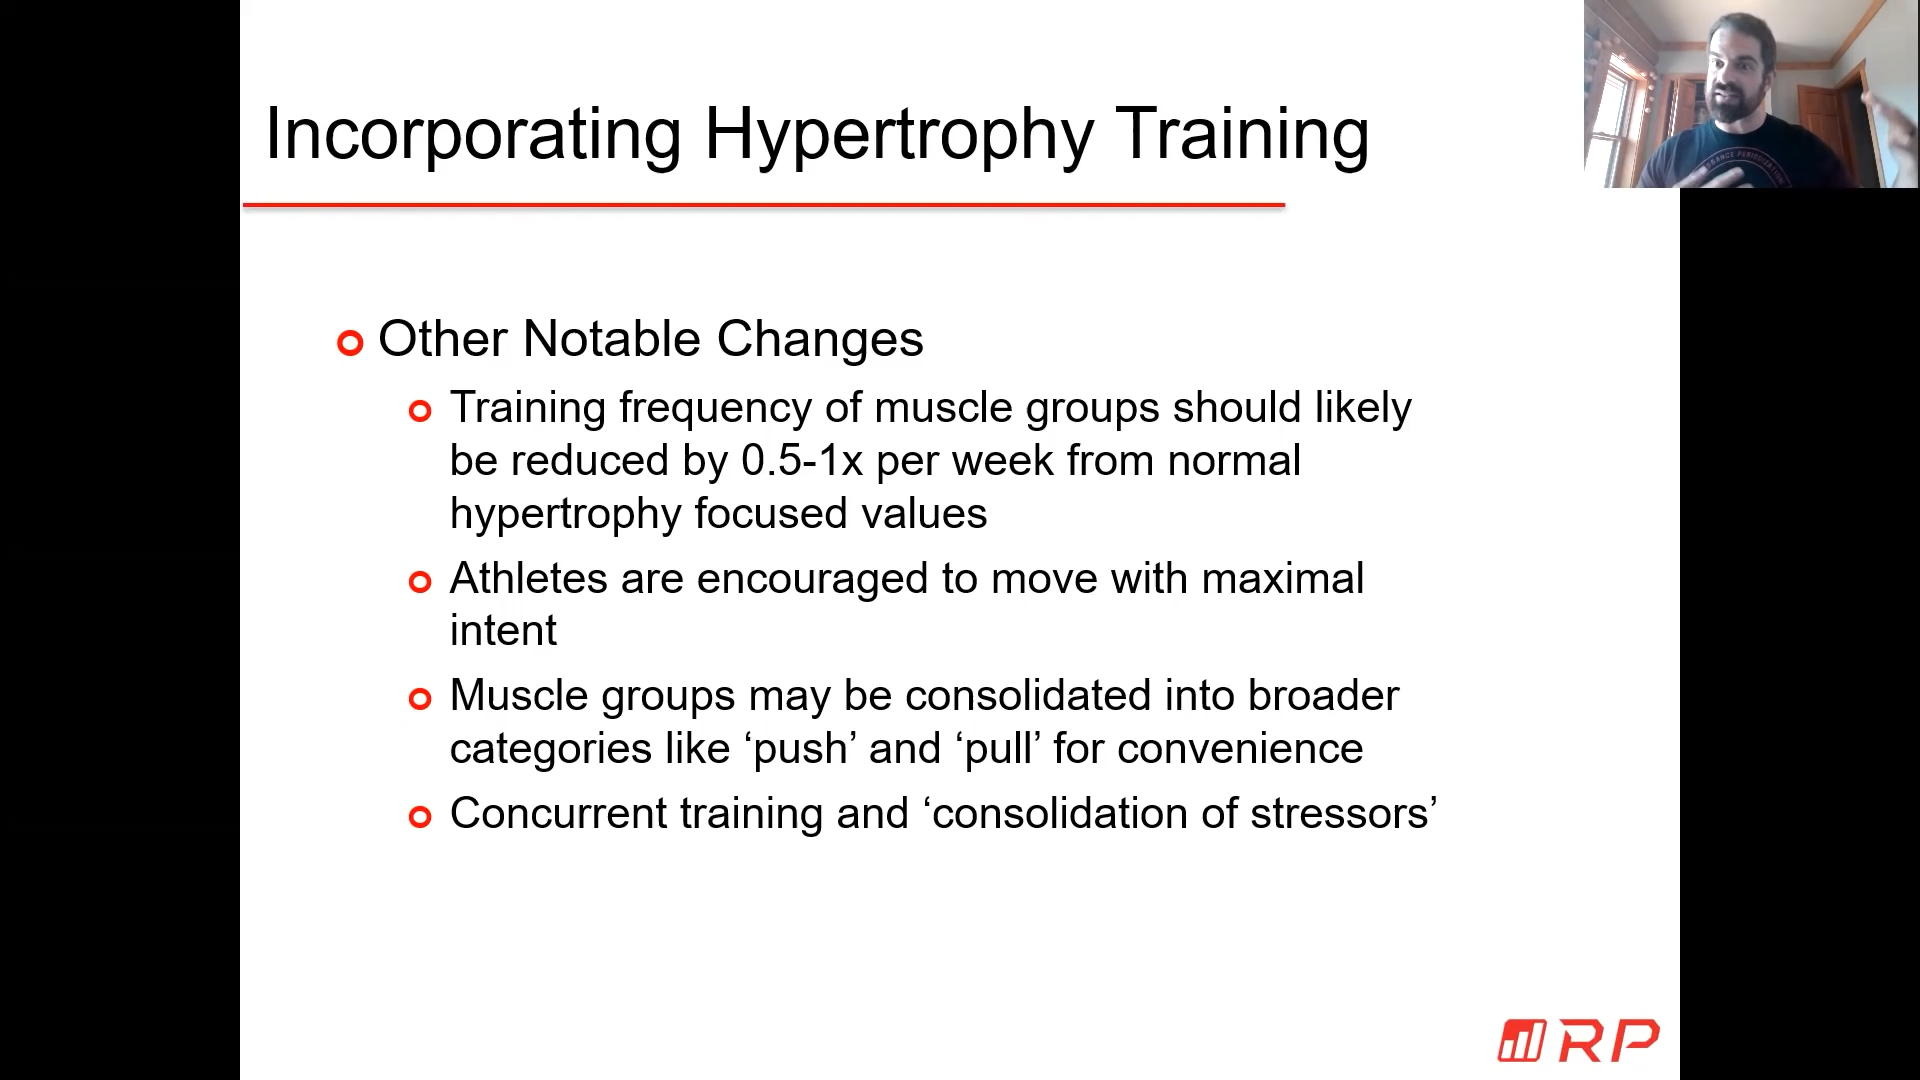 Incorporating Hypertrophy Training
Other Notable Changes
Training frequency of muscle groups should likely
be reduced by 0.5-1x per week from normal
hypertrophy focused values
Athletes are encouraged to move with maximal
intent
Muscle groups may be consolidated into broader
categories like ‘push’ and ‘pull’ for convenience
Concurrent training and ‘consolidation of stressors’
RP